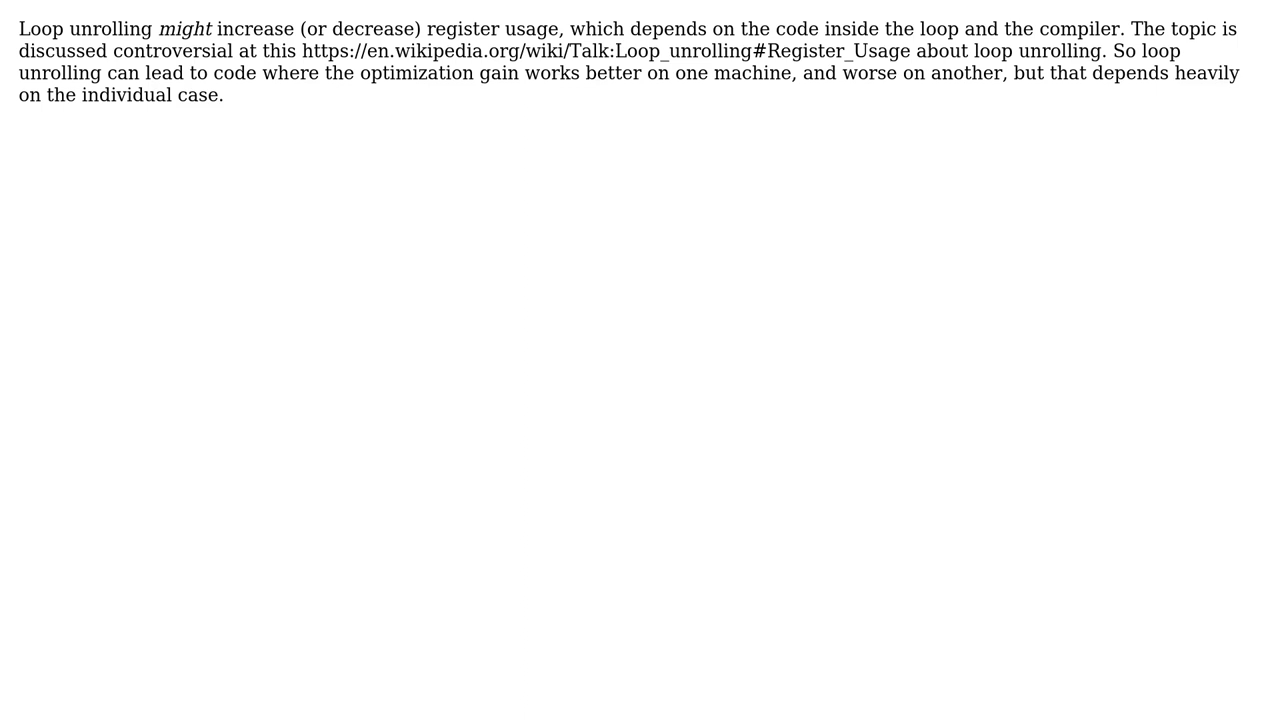 Loop unrolling might increase (or decrease) register usage, which depends on the code inside the loop and the compiler. The topic is
discussed controversial at this https://en.wikipedia.org/wiki/Talk:Loop_unrolling#Register_Usage about loop unrolling. So loop
unrolling can lead to code where the optimization gain works better on one machine, and worse on another, but that depends heavily
on the individual case.